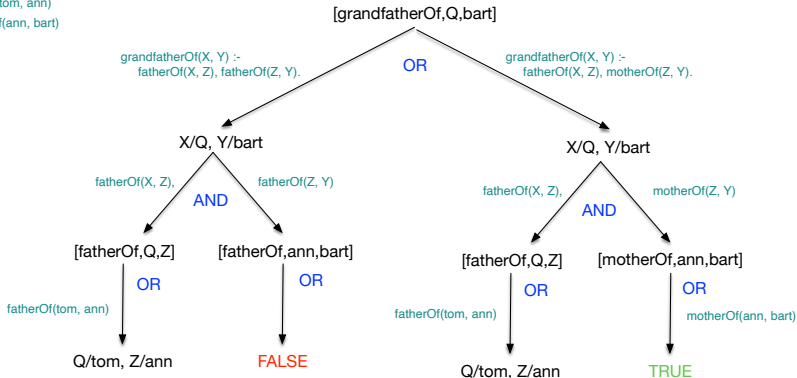 tom, ann)
f(ann, bart)
[grandfatherOf,Q,bart]
grandfatherOf(X, Y) :-
fatherOf(X, Z), fatherOf(Z, Y).
OR
grandfatherOf(X, Y) :-
fatherOf(X, Z), motherOf(Z, Y).
X/Q, Y/bart
X/Q, Y/bart
fatherOf(X, Z),
AND
fatherOf(Z, Y)
fatherOf(X, Z),
AND
motherOf(Z, Y)
[fatherOf,Q,Z]
[fatherOf,ann,bart]
[fatherOf,Q,Z]
[motherOf,ann,bart]
OR
OR
OR
OR
fatherOf(tom, ann)
fatherOf(tom, ann)
motherOf(ann, bart)
Q/tom, Z/ann
FALSE
Q/tom, Z/ann
TRUE